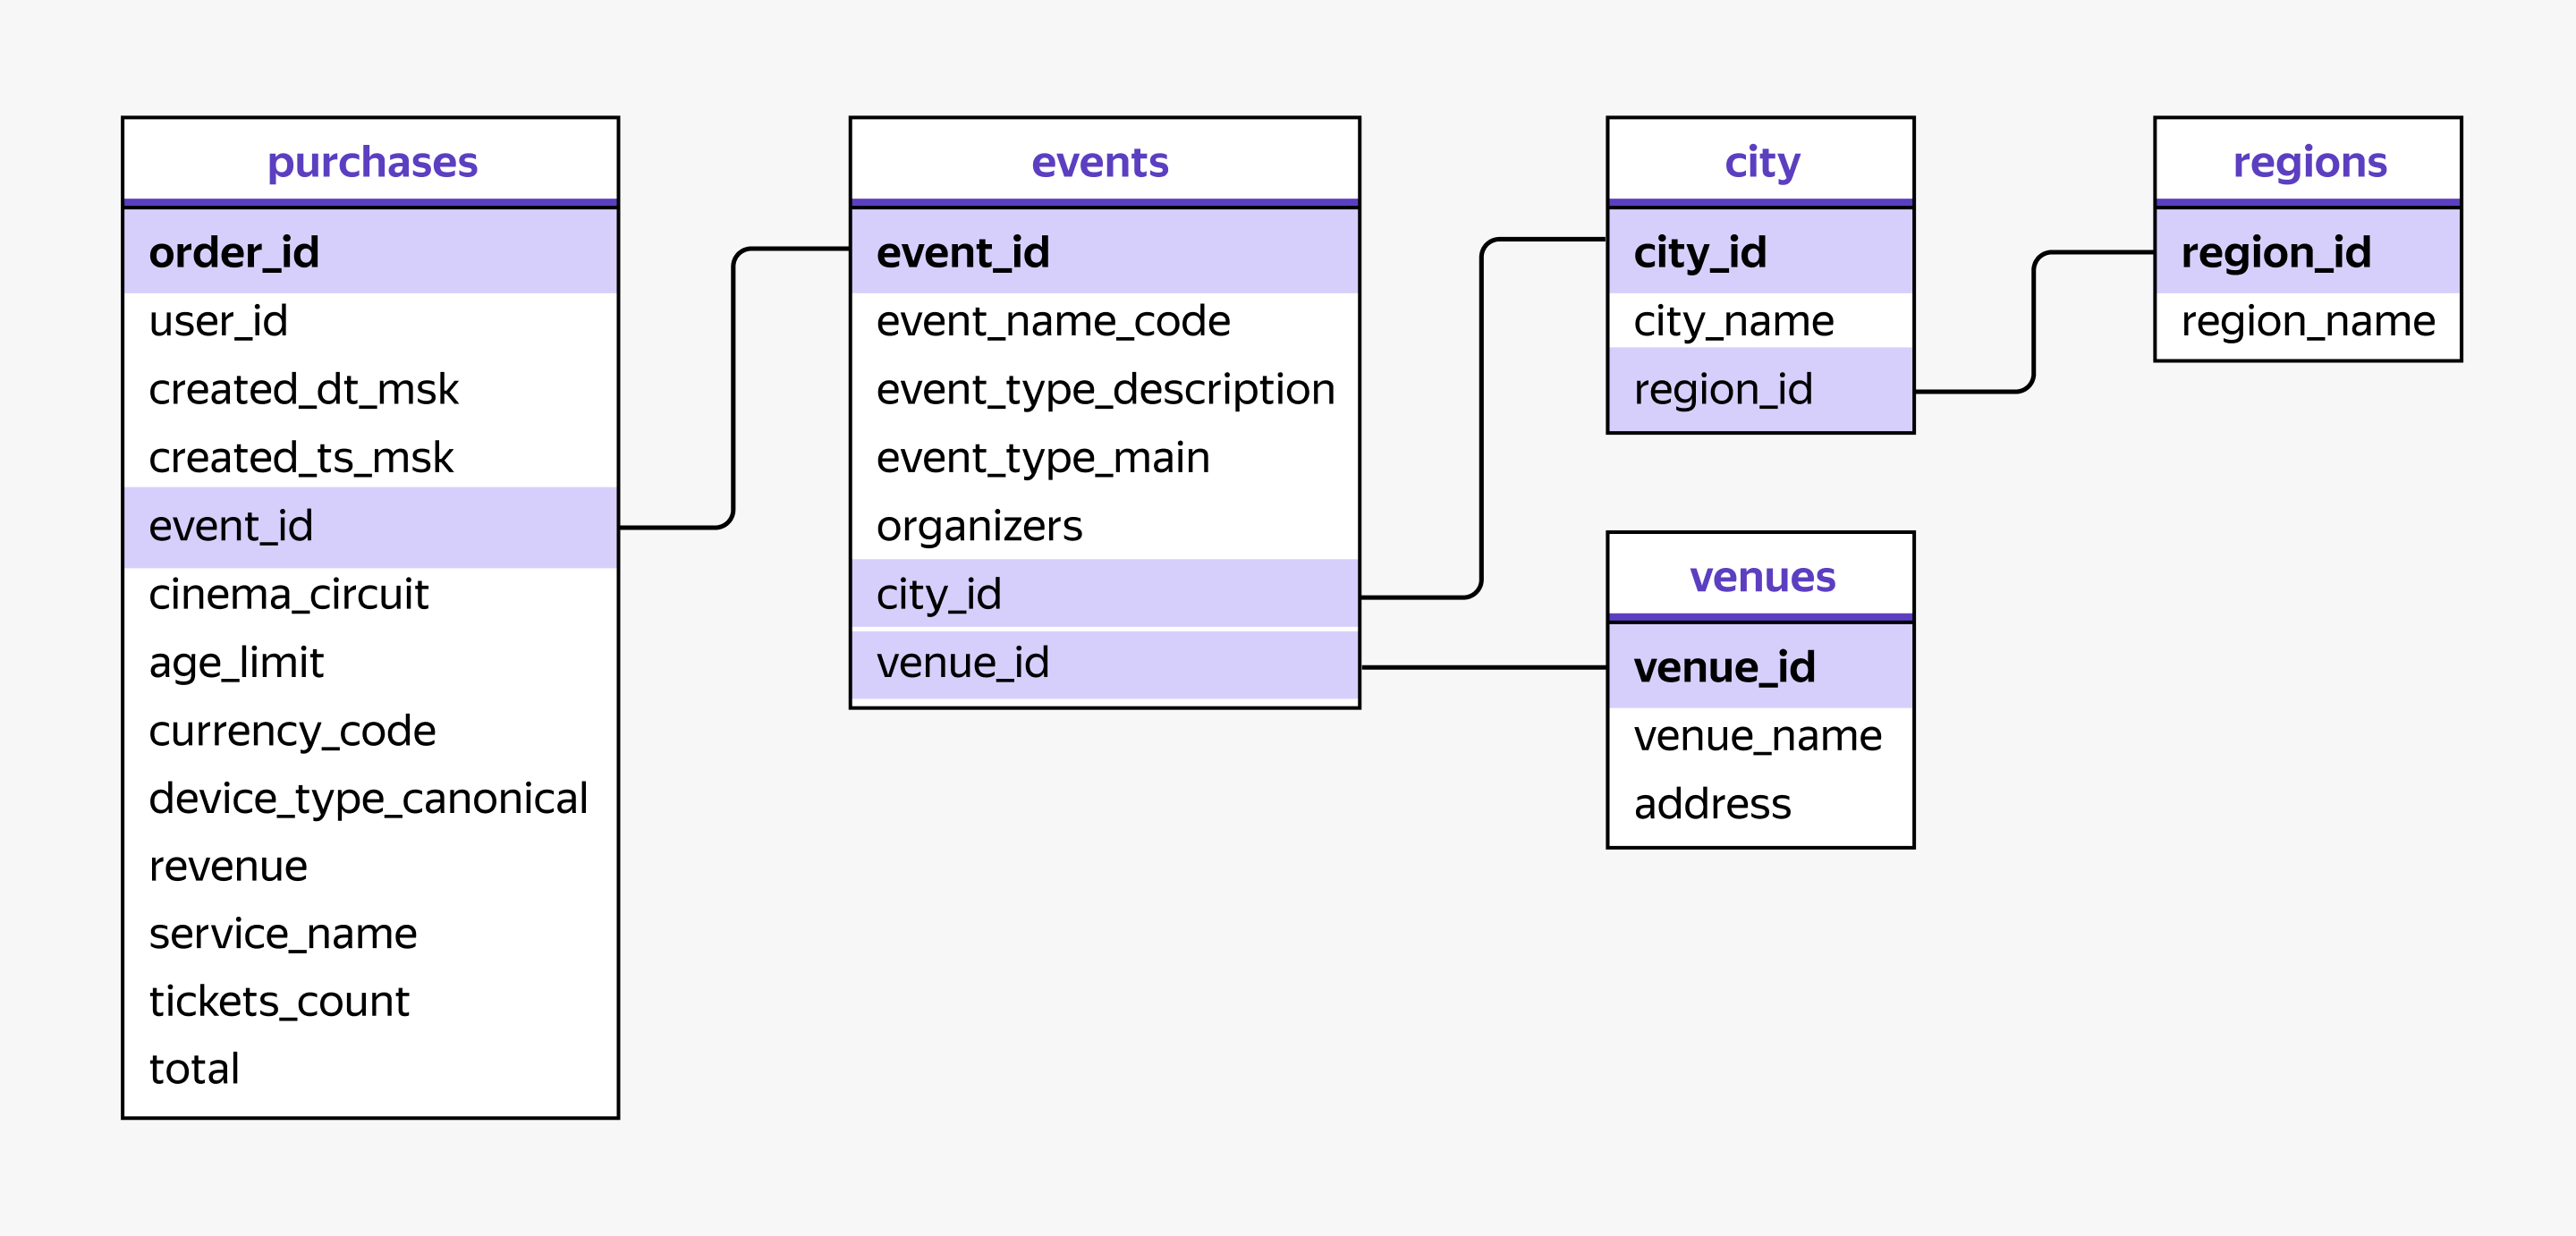 purchases
order_id
user_id
created_dt_msk
created_ts_msk
event_id
cinema_circuit
age_limit
currency_code
device_type_canonical
revenue
service_name
tickets_count
total
events
event_id
event_name_code
event_type_description
event_type_main
organizers
city_id
venue_id
city
city_id
city_name
region_id
venues
venue_id
venue_name
address
regions
region_id
region_name